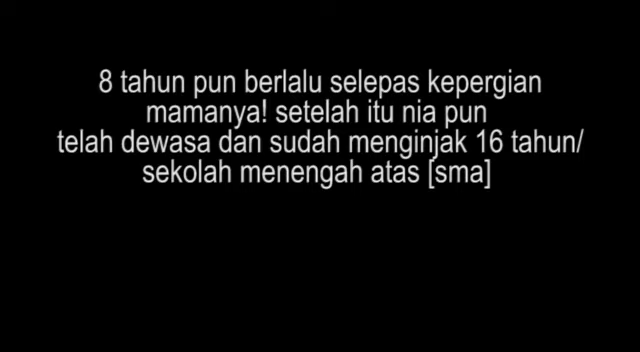 8 tahun pun berlalu selepas kepergian
mamanya! setelah itu nia pun
telah dewasa dan sudah menginjak 16 tahun/
sekolah menengah atas [sma]